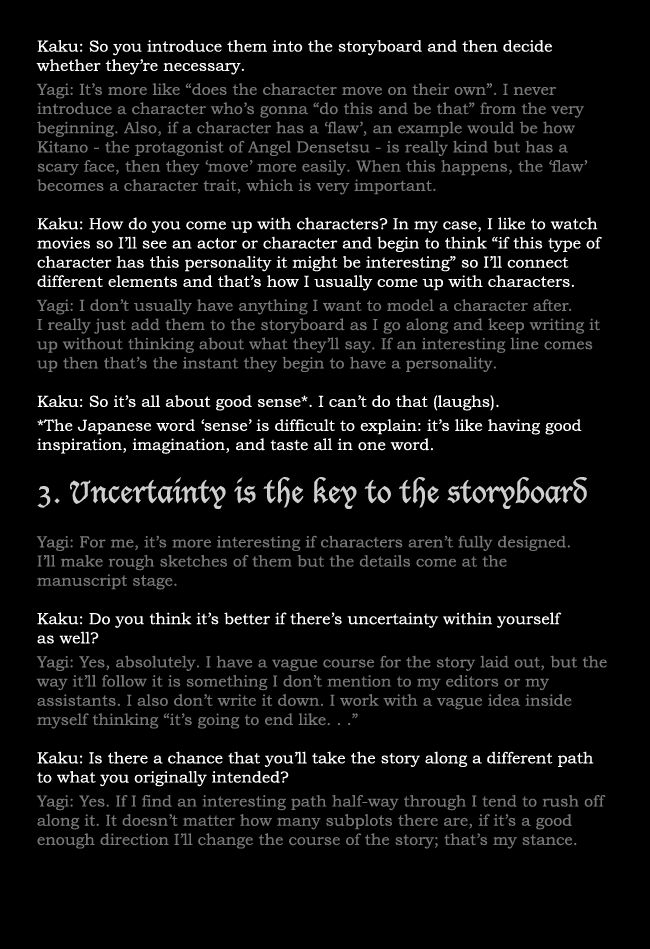 Kaku: So you introduce them into the storyboard and then decide
whether they're necessary.
Yagi: It's more like “does the character move on their own”. I never
introduce a character who's gonna “do this and be that” from the very
beginning. Also, if a character has a ‘flaw’, an example would be how
Kitano - the protagonist of Angel Densetsu - is really kind but has a
scary face, then they ‘move’ more easily. When this happens, the ‘flaw’
becomes a character trait, which is very important.
Kaku: How do you come up with characters? In my case, I like to watch
movies so I'll see an actor or character and begin to think “if this type of
character has this personality it might be interesting” so I'll connect
different elements and that's how I usually come up with characters.
Yagi: I don't usually have anything I want to model a character after.
I really just add them to the storyboard as I go along and keep writing it
up without thinking about what they'll say. If an interesting line comes
up then that's the instant they begin to have a personality.
Kaku: So it's all about good sense*. I can't do that (laughs).
*The Japanese word ‘sense’ is difficult to explain: it's like having good
inspiration, imagination, and taste all in one word.
3. Uncertainty is the key to the storyboard
Yagi: For me, it's more interesting if characters aren't fully designed.
I'll make rough sketches of them but the details come at the
manuscript stage.
Kaku: Do you think it's better if there's uncertainty within yourself
as well?
Yagi: Yes, absolutely. I have a vague course for the story laid out, but the
way it'll follow it is something I don't mention to my editors or my
assistants. I also don't write it down. I work with a vague idea inside
myself thinking “it's going to end like. . .”
Kaku: Is there a chance that you'll take the story along a different path
to what you originally intended?
Yagi: Yes. If I find an interesting path half-way through I tend to rush off
along it. It doesn't matter how many subplots there are, if it's a good
enough direction I'll change the course of the story; that's my stance.